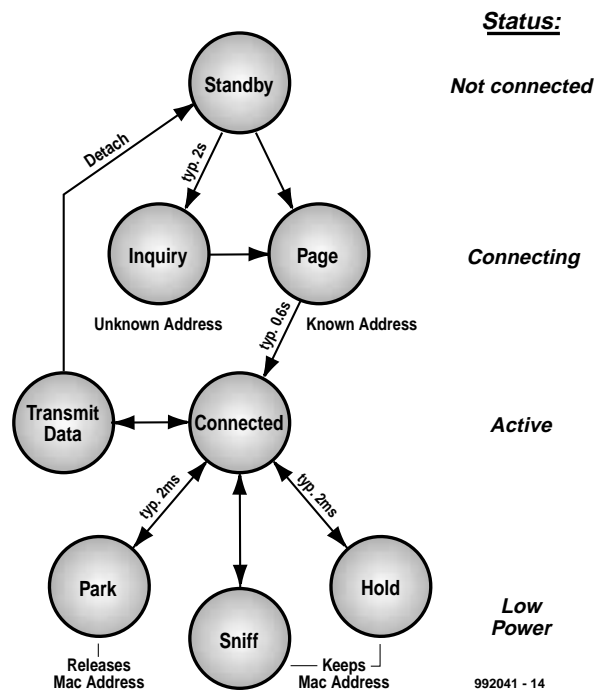 Status:
Standby
Not connected
Detach
typ. 2s
Inquiry
Page
Connecting
Unknown Address
typ. 0.6s
Known Address
Transmit
Data
Connected
Active
typ. 2ms
typ. 2ms
Park
Sniff
Hold
Low
Power
Releases
Mac Address
Keeps
Mac Address
992041 - 14